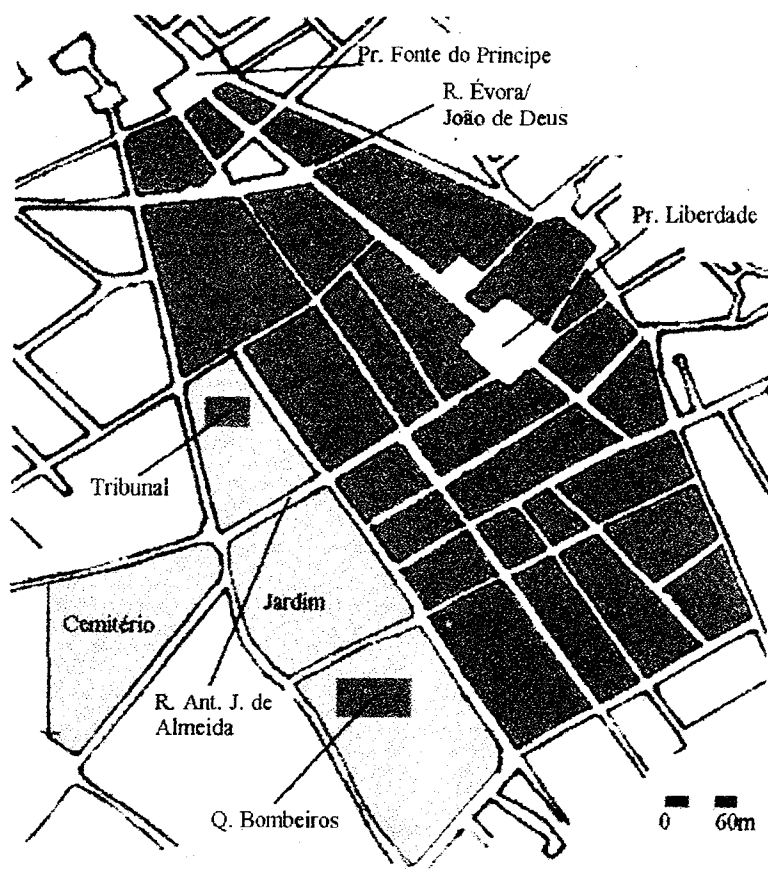 Pr. Fonte do Principe
R. Évora/
João de Deus
Pr. Liberdade
Tribunal
Cemitério
Jardim
R. Ant. J. de
Almeida
Q. Bombeiros
0 60m